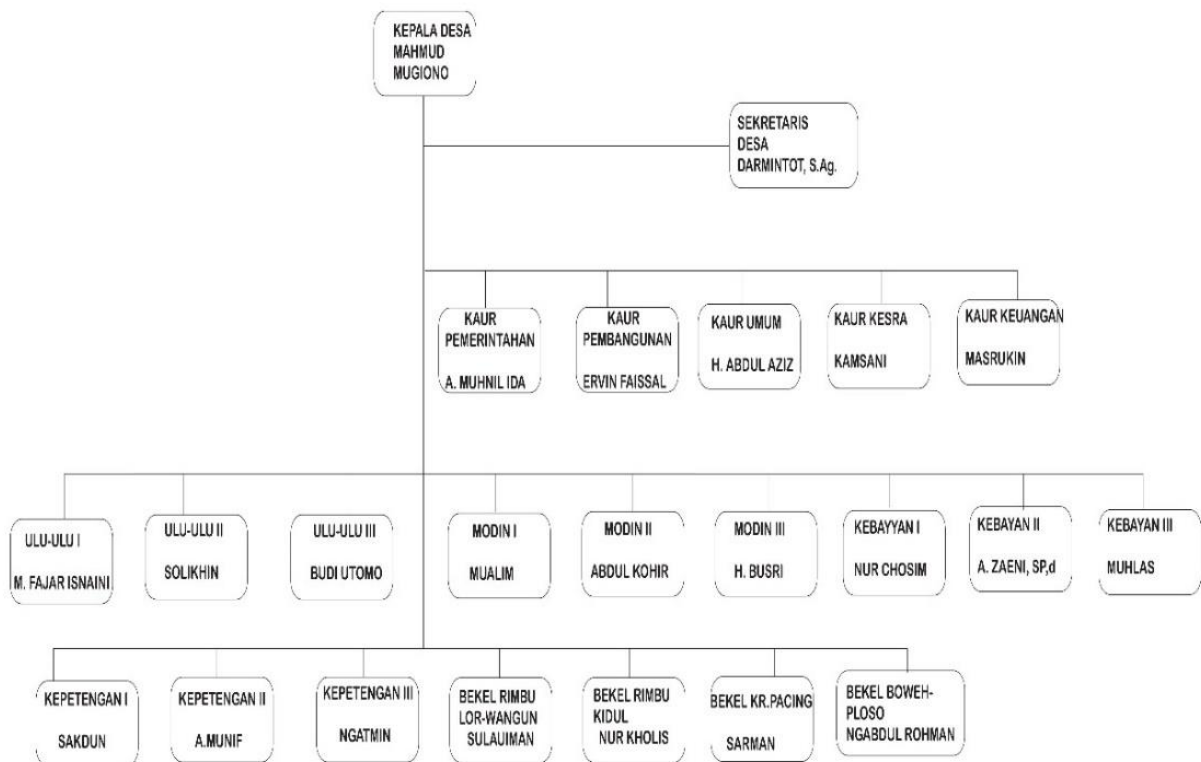 KEPALA DESA
MAHMUD
MUGIONO
SEKRETARIS
DESA
DARMINTOT, S.Ag.
KAUR
PEMERINTAHAN
A. MUHNIL IDA
KAUR
PEMBANGUNAN
ERVIN FAISSAL
KAUR UMUM
H. ABDUL AZIZ
KAUR KESRA
KAMSANI
KAUR KEUANGAN
MASRUKIN
ULU-ULU I
M. FAJAR ISNAINI
ULU-ULU II
SOLIKHIN
ULU-ULU III
BUDI UTOMO
MODIN I
MUALIM
MODIN II
ABDUL KOHIR
MODIN III
H. BUSRI
KEBAYYAN I
NUR CHOSIM
KEBAYAN II
A. ZAENI, SP,d
KEBAYAN III
MUHLAS
KEPETENGAN I
SAKDUN
KEPETENGAN II
A.MUNIF
KEPETENGAN III
NGATMIN
BEKEL RIMBU
LOR-WANGUN
SULAUIMAN
BEKEL RIMBU
KIDUL
NUR KHOLIS
BEKEL KR.PACING
SARMAN
BEKEL BOWEH-
PLOSO
NGABDUL ROHMAN